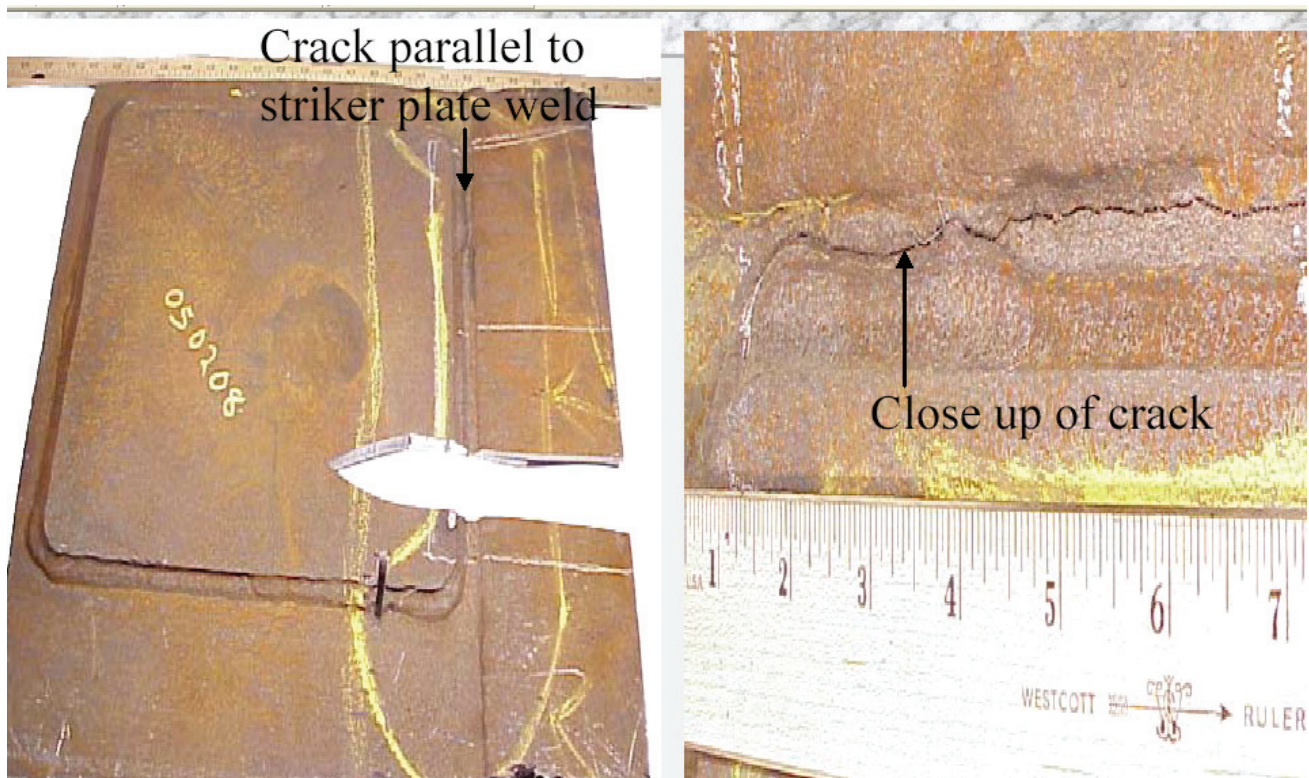 Crack parallel to
striker plate weld
050208
R
Close up of crack
1 2 3 4 5 6 7
USA
WESTCOTT RULER